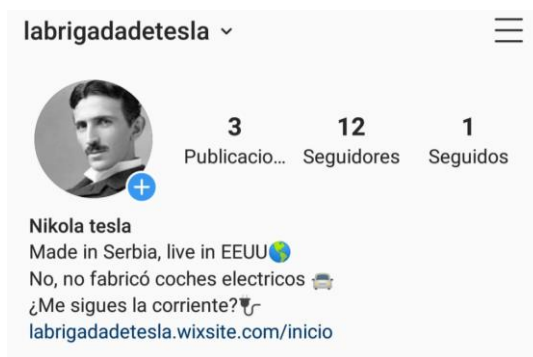 labrigadadetesla
3 12 1
Publicacio... Seguidores Seguidos
Nikola tesla
Made in Serbia, live in EEUU🌎
No, no fabricó coches electricos 🚘
¿Me sigues la corriente?🔌
labrigadadetesla.wixsite.com/inicio